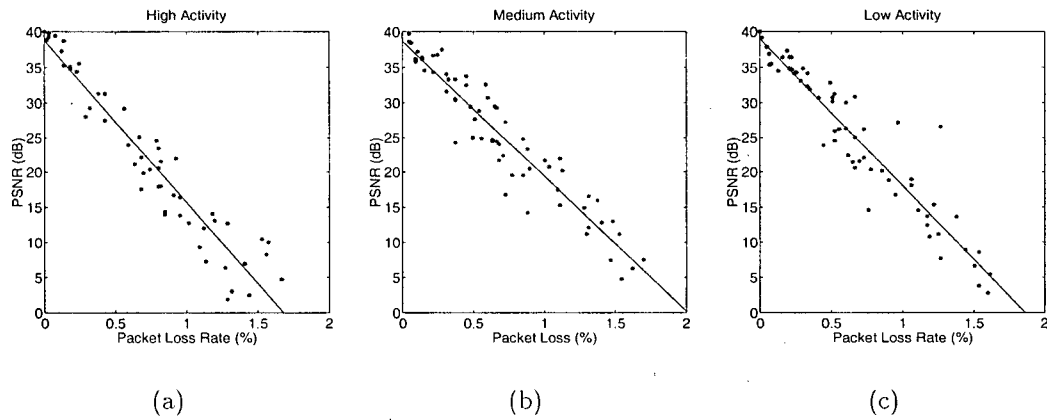 High Activity
40
35
30
25
20
15
10
5
0
PSNR (dB)
0 0.5 1 1.5 2
Packet Loss Rate (%)
(a)
Medium Activity
40
35
30
25
20
15
10
5
0
PSNR (dB)
0 0.5 1 1.5 2
Packet Loss (%)
(b)
Low Activity
40
35
30
25
20
15
10
5
0
PSNR (dB)
0 0.5 1 1.5 2
Packet Loss Rate (%)
(c)